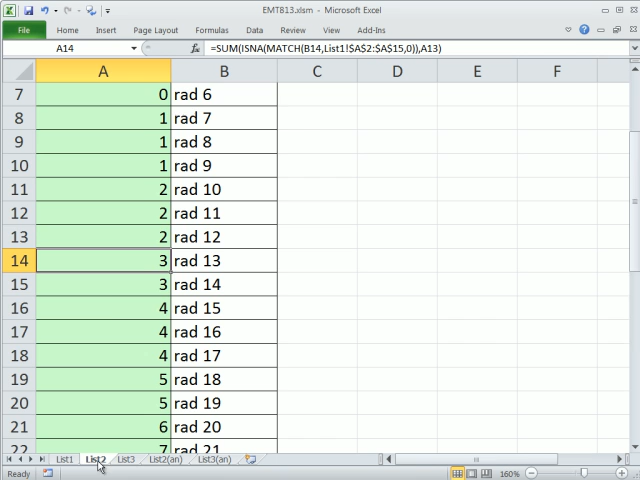 EMT813.xlsm - Microsoft Excel
File Home Insert Page Layout Formulas Data Review View Add-Ins
A14 fx =SUM(ISNA(MATCH(B14,List1!$A$2:$A$15,0)),A13)
A B C D E F
7 0 rad 6
8 1 rad 7
9 1 rad 8
10 1 rad 9
11 2 rad 10
12 2 rad 11
13 2 rad 12
14 3 rad 13
15 3 rad 14
16 4 rad 15
17 4 rad 16
18 4 rad 17
19 5 rad 18
20 5 rad 19
21 6 rad 20
22 7 rad 21
List1 List2 List3 List2(an) List3(an)
Ready 160%